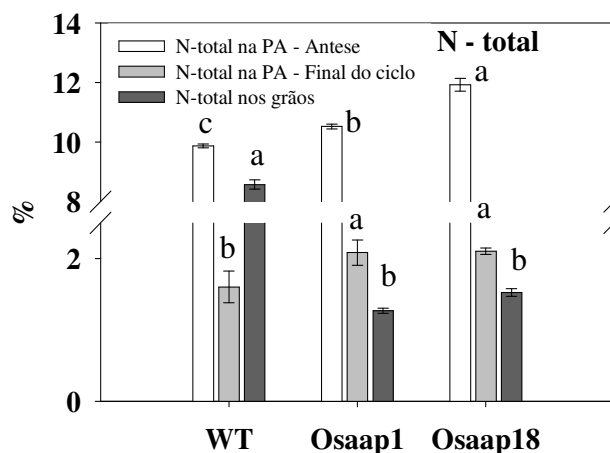 14
N-total na PA - Antese
N - total
N-total na PA - Final do ciclo
12
N-total nos grãos
a
c
b
10
a
8
%
a
a
b
b
b
2
0
WT
Osaap1
Osaap18